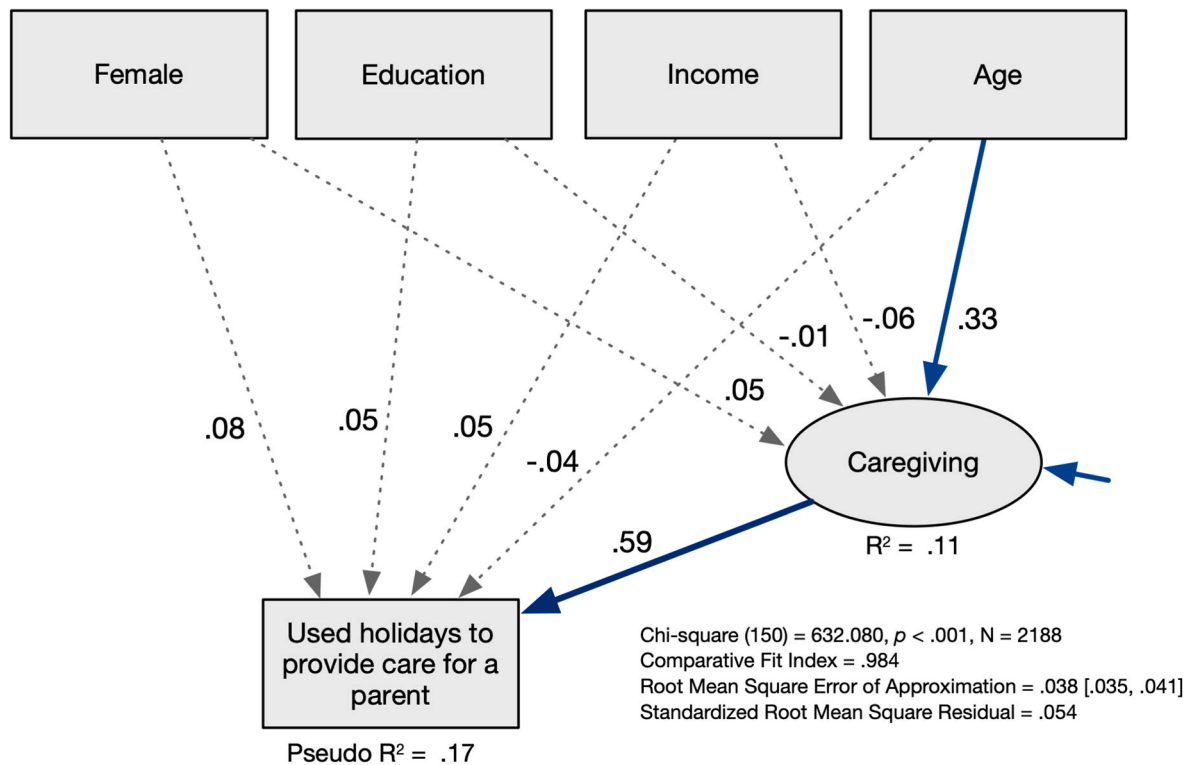 Female
Education
Income
Age
-.01
-.06
.33
.05
.08
.05
.05
-.04
Caregiving
R² = .11
.59
Used holidays to
provide care for a
parent
Pseudo R² = .17
Chi-square (150) = 632.080, p < .001, N = 2188
Comparative Fit Index = .984
Root Mean Square Error of Approximation = .038 [.035, .041]
Standardized Root Mean Square Residual = .054